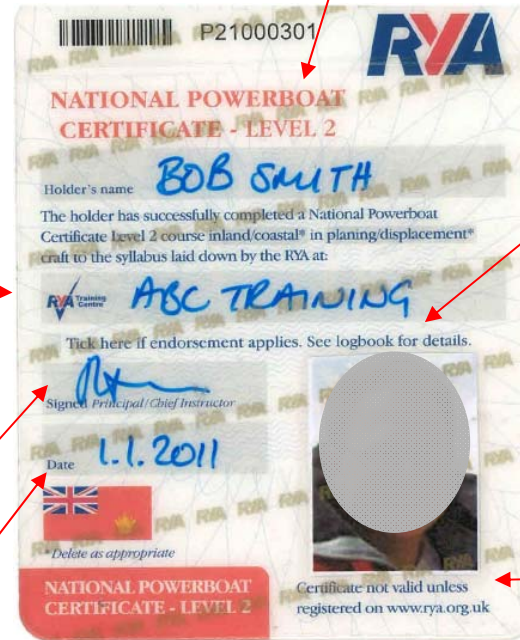 P21000301
RYA
NATIONAL POWERBOAT
CERTIFICATE - LEVEL 2
Holder's name BOB SMITH
The holder has successfully completed a National Powerboat
Certificate Level 2 course inland/coastal* in planing/displacement*
craft to the syllabus laid down by the RYA at:
RYA Training Centre ABC TRAINING
Tick here if endorsement applies. See logbook for details.
Signed Principal/Chief Instructor
Date 1.1.2011
*Delete as appropriate
NATIONAL POWERBOAT
CERTIFICATE - LEVEL 2
Certificate not valid unless
registered on www.rya.org.uk